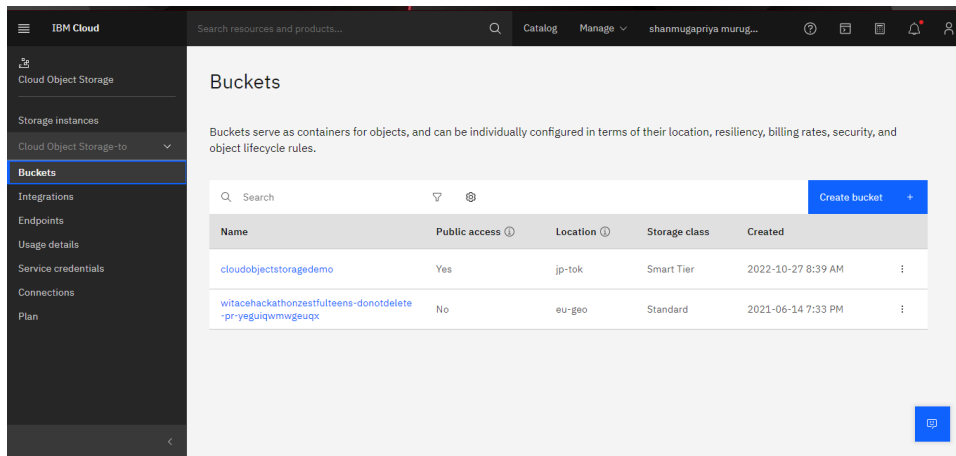 IBM Cloud
Search resources and products...
Catalog
Manage
shanmugapriya murug...
Cloud Object Storage
Storage instances
Cloud Object Storage-to
Buckets
Integrations
Endpoints
Usage details
Service credentials
Connections
Plan
Buckets
Buckets serve as containers for objects, and can be individually configured in terms of their location, resiliency, billing rates, security, and
object lifecycle rules.
Search
Create bucket +
Name Public access Location Storage class Created
cloudobjectstoragedemo Yes jp-tok Smart Tier 2022-10-27 8:39 AM
witacehackathonzestfulteens-donotdelete
-pr-yeguiqwmwgeuqx No eu-geo Standard 2021-06-14 7:33 PM